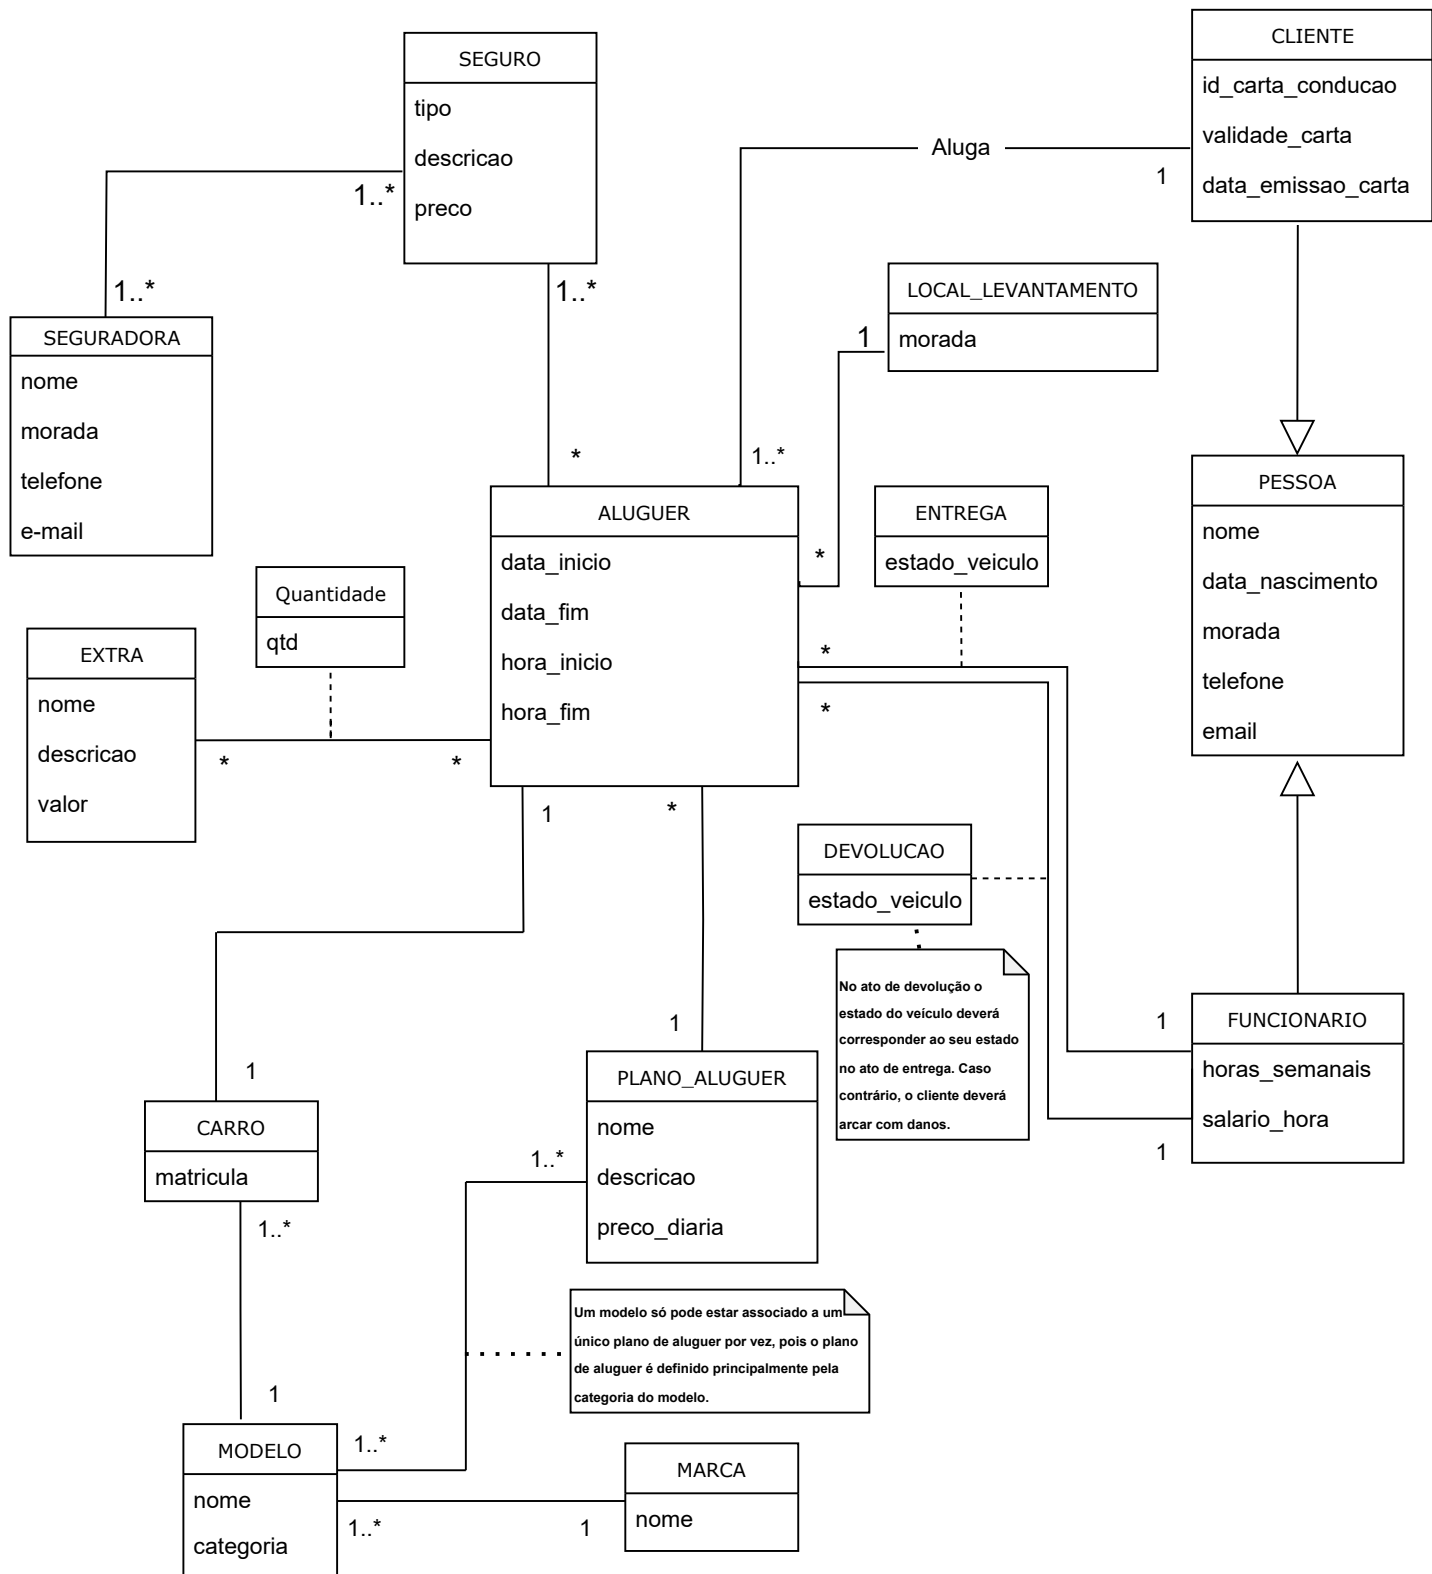 CLIENTE
id_carta_conducao
validade_carta
data_emissao_carta
SEGURO
tipo
descricao
preco
Aluga
1
1..*
1..*
1..*
LOCAL_LEVANTAMENTO
morada
1
SEGURADORA
nome
morada
telefone
e-mail
*
1..*
PESSOA
nome
data_nascimento
morada
telefone
email
ALUGUER
data_inicio
data_fim
hora_inicio
hora_fim
ENTREGA
estado_veiculo
*
*
*
Quantidade
qtd
EXTRA
nome
descricao
valor
*
*
1
*
DEVOLUCAO
estado_veiculo
No ato de devolução o
estado do veículo deverá
corresponder ao seu estado
no ato de entrega. Caso
contrário, o cliente deverá
arcar com danos.
1
1
FUNCIONARIO
horas_semanais
salario_hora
1
1
PLANO_ALUGUER
nome
descricao
preco_diaria
CARRO
matricula
1..*
1..*
Um modelo só pode estar associado a um
único plano de aluguer por vez, pois o plano
de aluguer é definido principalmente pela
categoria do modelo.
1
MODELO
nome
categoria
1..*
1..*
1
MARCA
nome